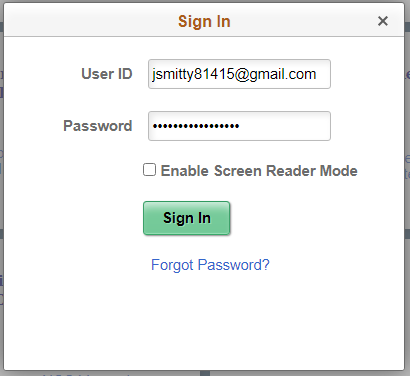 Sign In ×
User ID jsmitty81415@gmail.com
Password •••••••••••••••••
Enable Screen Reader Mode
Sign In
Forgot Password?